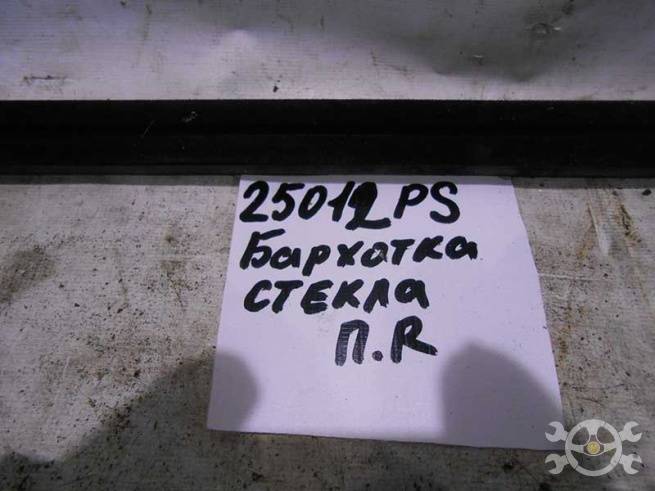 25012PS
Бархотка
стекла
П.R